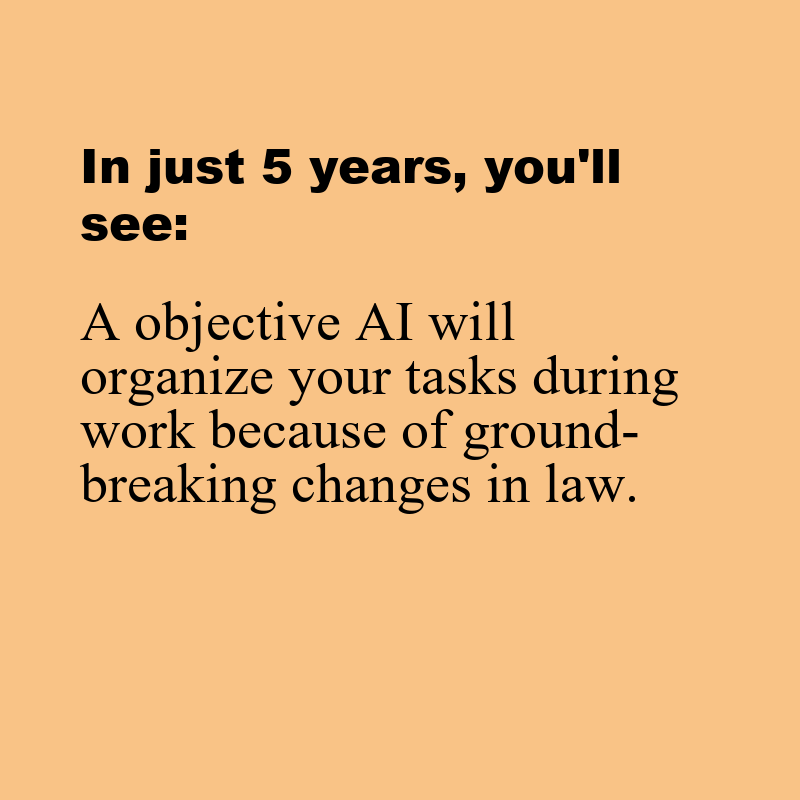 In just 5 years, you'll
see:
A objective AI will
organize your tasks during
work because of ground-
breaking changes in law.